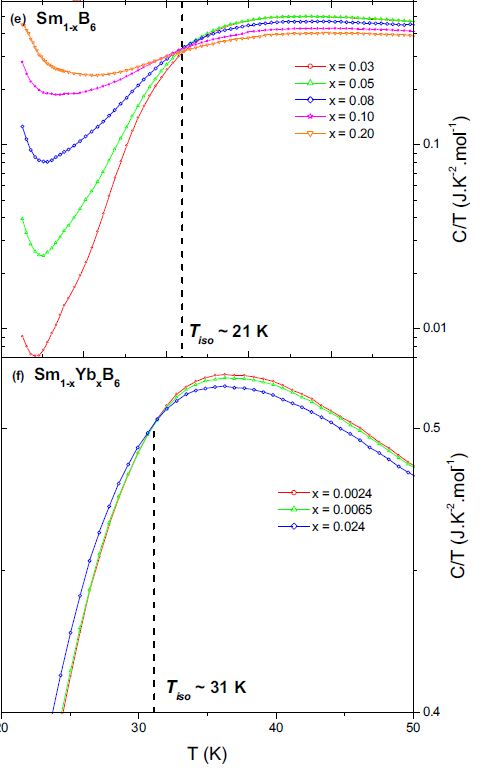 (e) Sm1-xB6
x = 0.03
x = 0.05
x = 0.08
x = 0.10
x = 0.20
0.1
0.01
C/T (J.K-2.mol-1)
Tiso ~ 21 K
(f) Sm1-xYbxB6
x = 0.0024
x = 0.0065
x = 0.024
0.5
0.4
C/T (J.K-2.mol-1)
Tiso ~ 31 K
20 30 40 50
T (K)